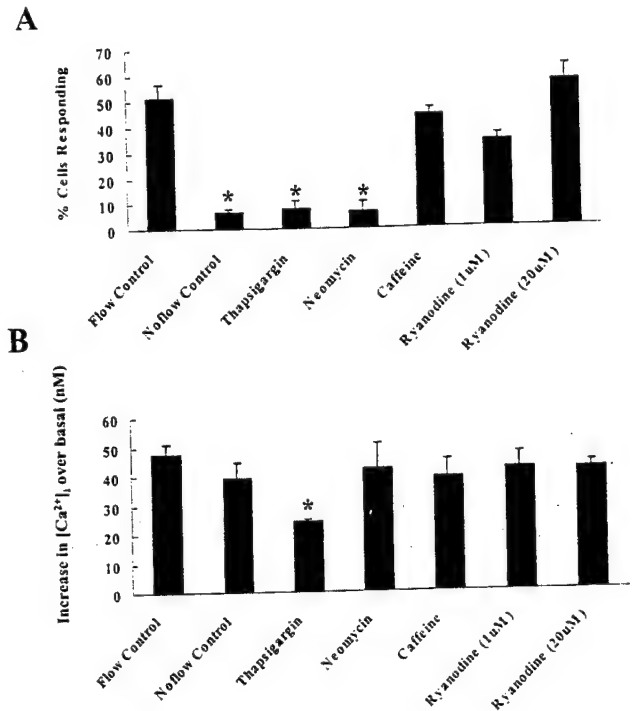 A
% Cells Responding
70
60
50
40
30
20
10
0
*
*
*
Flow Control
Noflow Control
Thapsigargin
Neomycin
Caffeine
Ryanodine (1uM)
Ryanodine (20uM)
B
Increase in [Ca²⁺]ᵢ over basal (nM)
60
50
40
30
20
10
0
*
Flow Control
Noflow Control
Thapsigargin
Neomycin
Caffeine
Ryanodine (1uM)
Ryanodine (20uM)